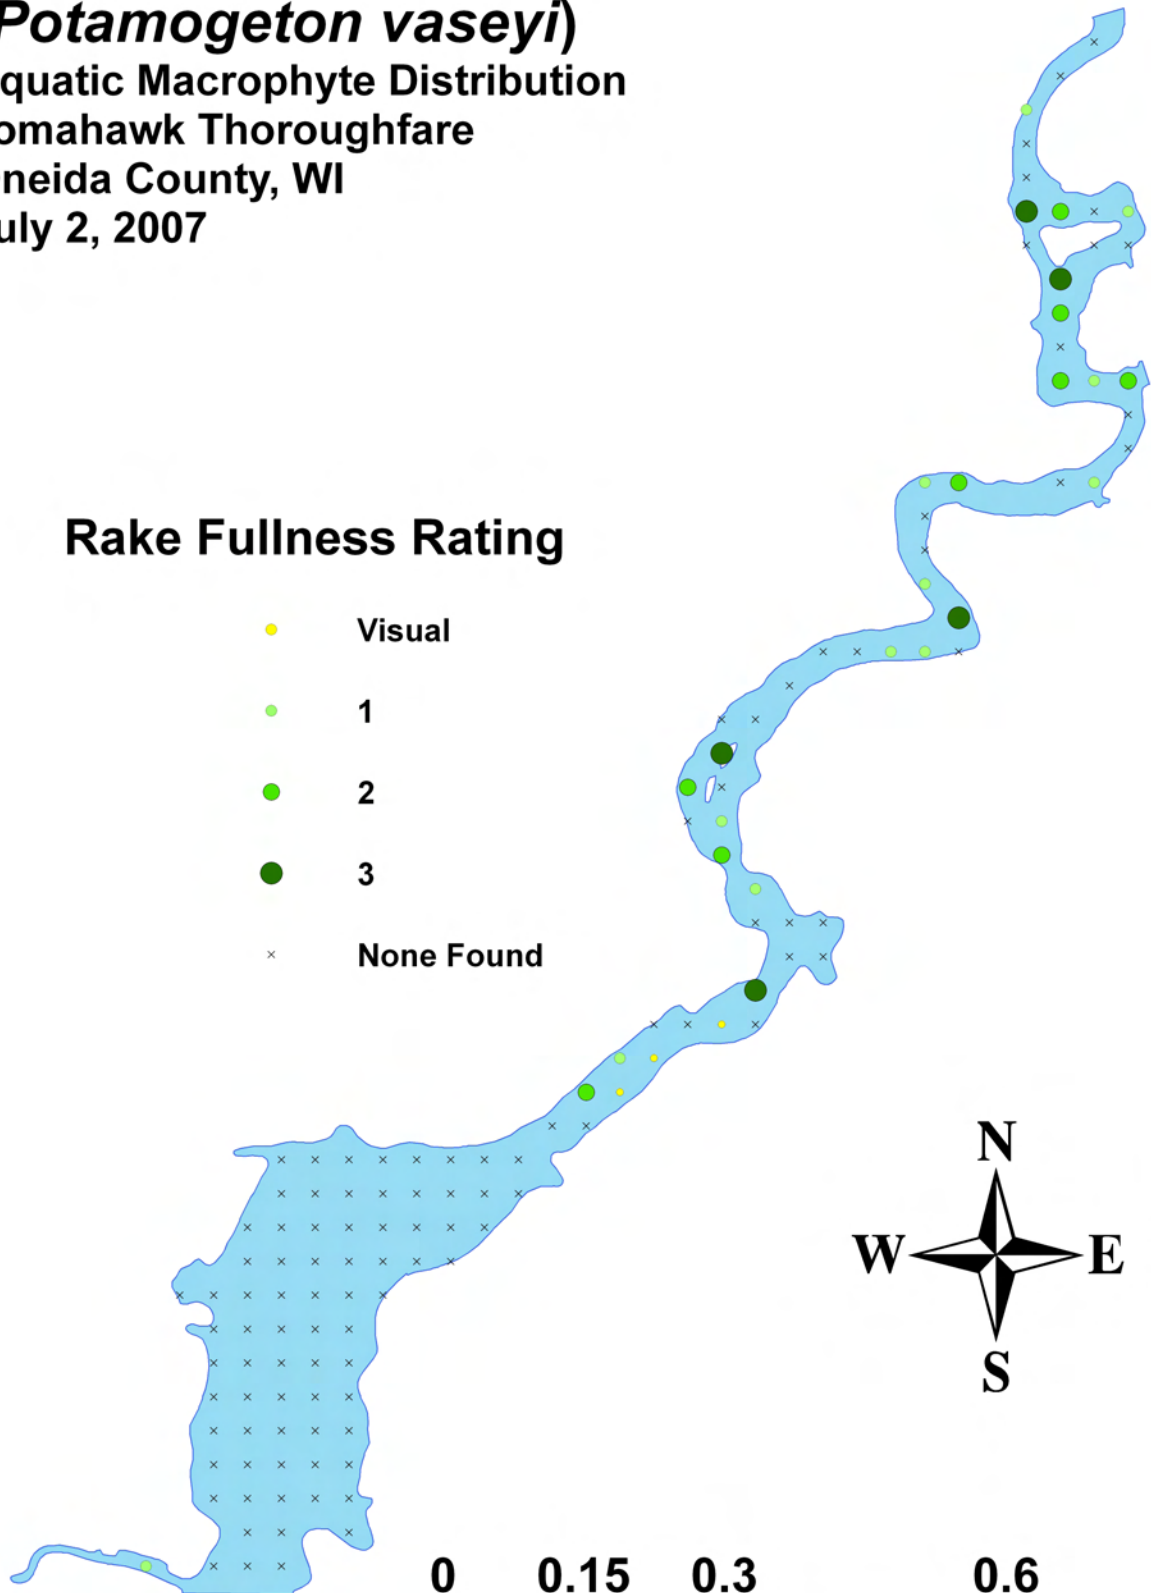 Potamogeton vaseyi)
quatic Macrophyte Distribution
omahawk Thoroughfare
neida County, WI
uly 2, 2007
Rake Fullness Rating
Visual
1
2
3
None Found
N
W E
S
0 0.15 0.3 0.6